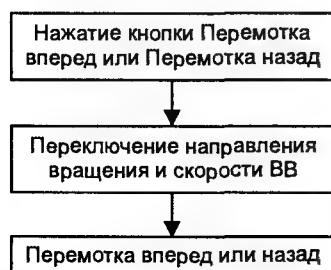 Нажатие кнопки Перемотка
вперед или Перемотка назад
Переключение направления
вращения и скорости ВВ
Перемотка вперед или назад